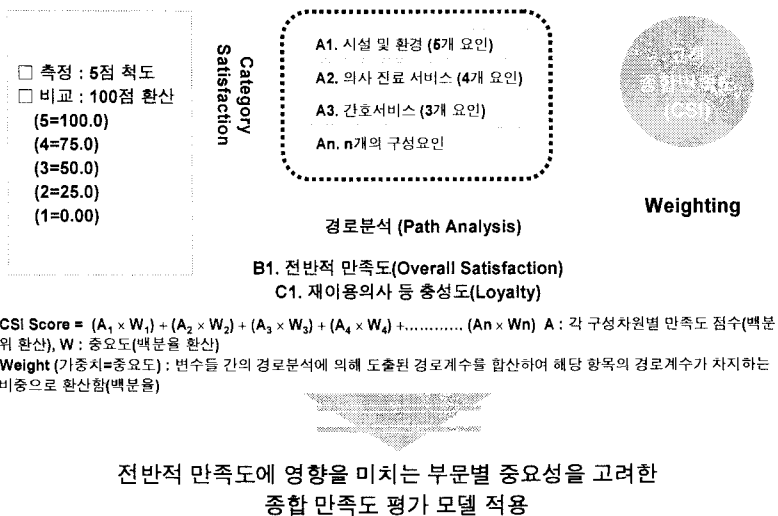 □ 측정 : 5점 척도
□ 비교 : 100점 환산
(5=100.0)
(4=75.0)
(3=50.0)
(2=25.0)
(1=0.00)
Category
Satisfaction
A1. 시설 및 환경 (5개 요인)
A2. 의사 진료 서비스 (4개 요인)
A3. 간호서비스 (3개 요인)
An. n개의 구성요인
고객
종합만족도
(CSI)
Weighting
경로분석 (Path Analysis)
B1. 전반적 만족도(Overall Satisfaction)
C1. 재이용의사 등 충성도(Loyalty)
CSI Score = (A₁ × W₁) + (A₂ × W₂) + (A₃ × W₃) + (A₄ × W₄) +............ (An × Wn) A : 각 구성차원별 만족도 점수(백분
위 환산), W : 중요도(백분율 환산)
Weight (가중치=중요도) : 변수들 간의 경로분석에 의해 도출된 경로계수를 합산하여 해당 항목의 경로계수가 차지하는
비중으로 환산함(백분율)
전반적 만족도에 영향을 미치는 부문별 중요성을 고려한
종합 만족도 평가 모델 적용